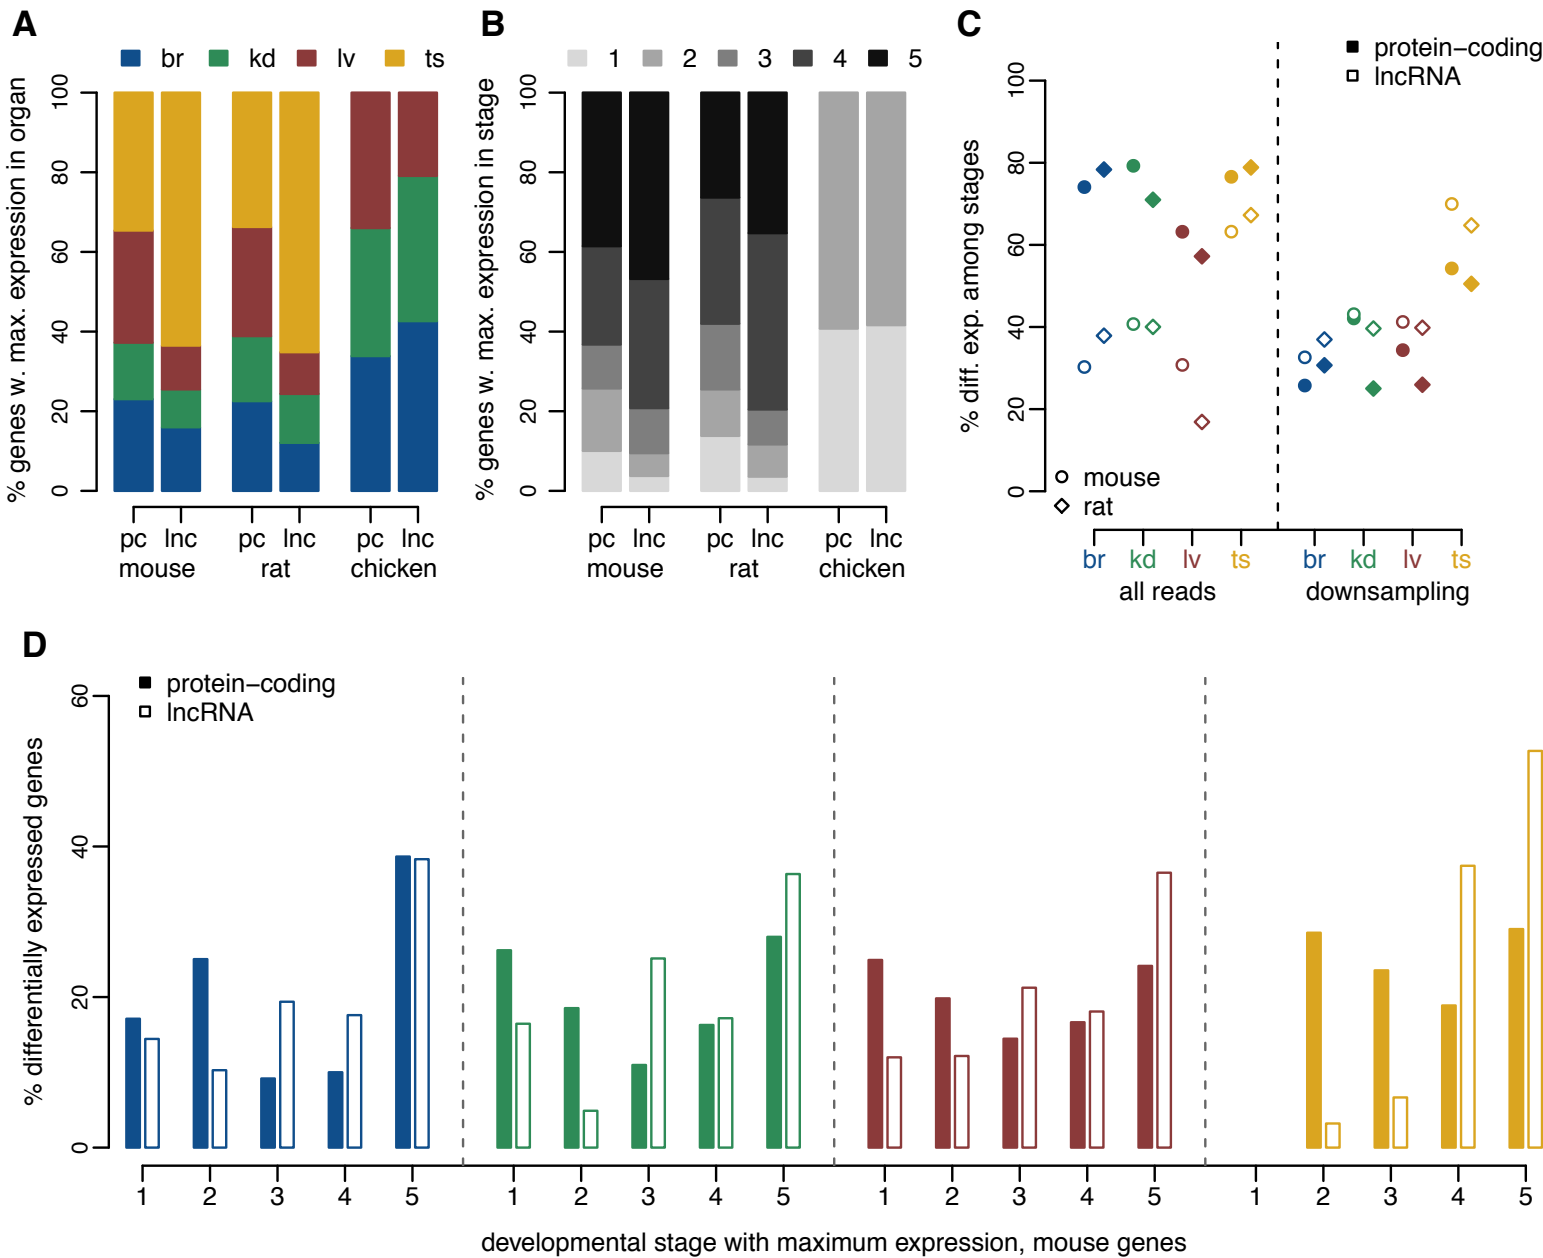 A
br kd lv ts
% genes w. max. expression in organ
100
80
60
40
20
0
pc lnc pc lnc pc lnc
mouse rat chicken
B
1 2 3 4 5
% genes w. max. expression in stage
100
80
60
40
20
0
pc lnc pc lnc pc lnc
mouse rat chicken
C
protein−coding
lncRNA
% diff. exp. among stages
100
80
60
40
20
0
mouse
rat
br kd lv ts br kd lv ts
all reads downsampling
D
protein−coding
lncRNA
% differentially expressed genes
60
40
20
0
1 2 3 4 5 1 2 3 4 5 1 2 3 4 5 1 2 3 4 5
developmental stage with maximum expression, mouse genes